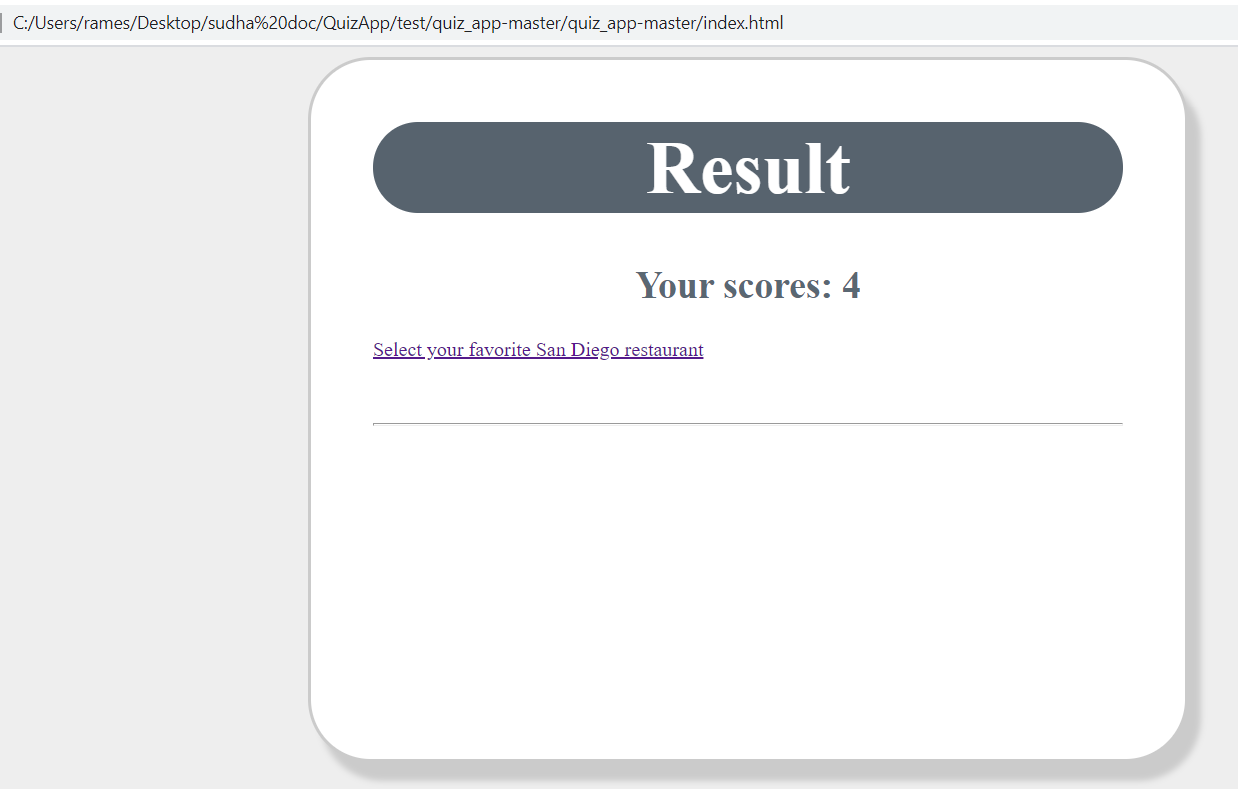 C:/Users/rames/Desktop/sudha%20doc/QuizApp/test/quiz_app-master/quiz_app-master/index.html
Result
Your scores: 4
Select your favorite San Diego restaurant